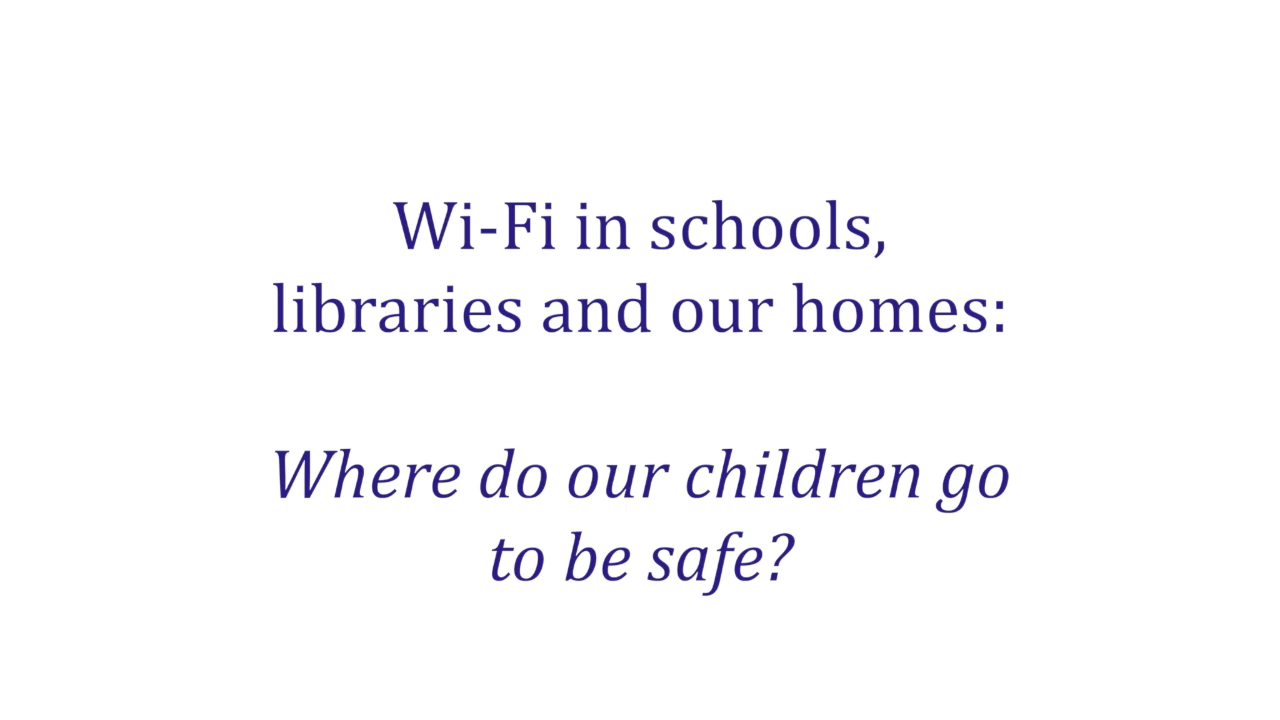 Wi-Fi in schools,
libraries and our homes:
Where do our children go
to be safe?